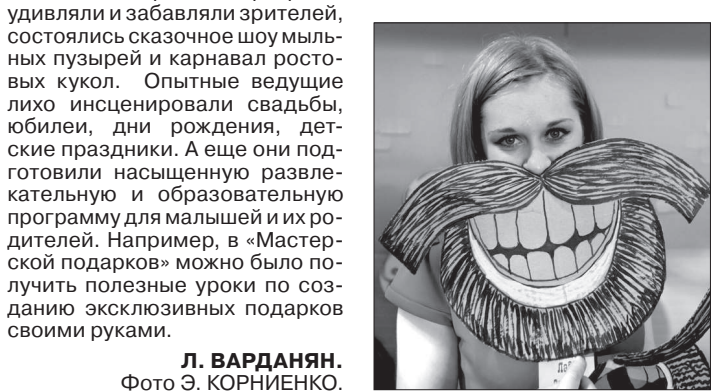 удивляли и забавляли зрителей,
состоялись сказочное шоу мыль-
ных пузырей и карнавал росто-
вых кукол. Опытные ведущие
лихо инсценировали свадьбы,
юбилеи, дни рождения, дет-
ские праздники. А еще они под-
готовили насыщенную развле-
кательную и образовательную
программу для малышей и их ро-
дителей. Например, в «Мастер-
ской подарков» можно было по-
лучить полезные уроки по соз-
данию эксклюзивных подарков
своими руками.
Л. ВАРДАНЯН.
Фото Э. КОРНИЕНКО.